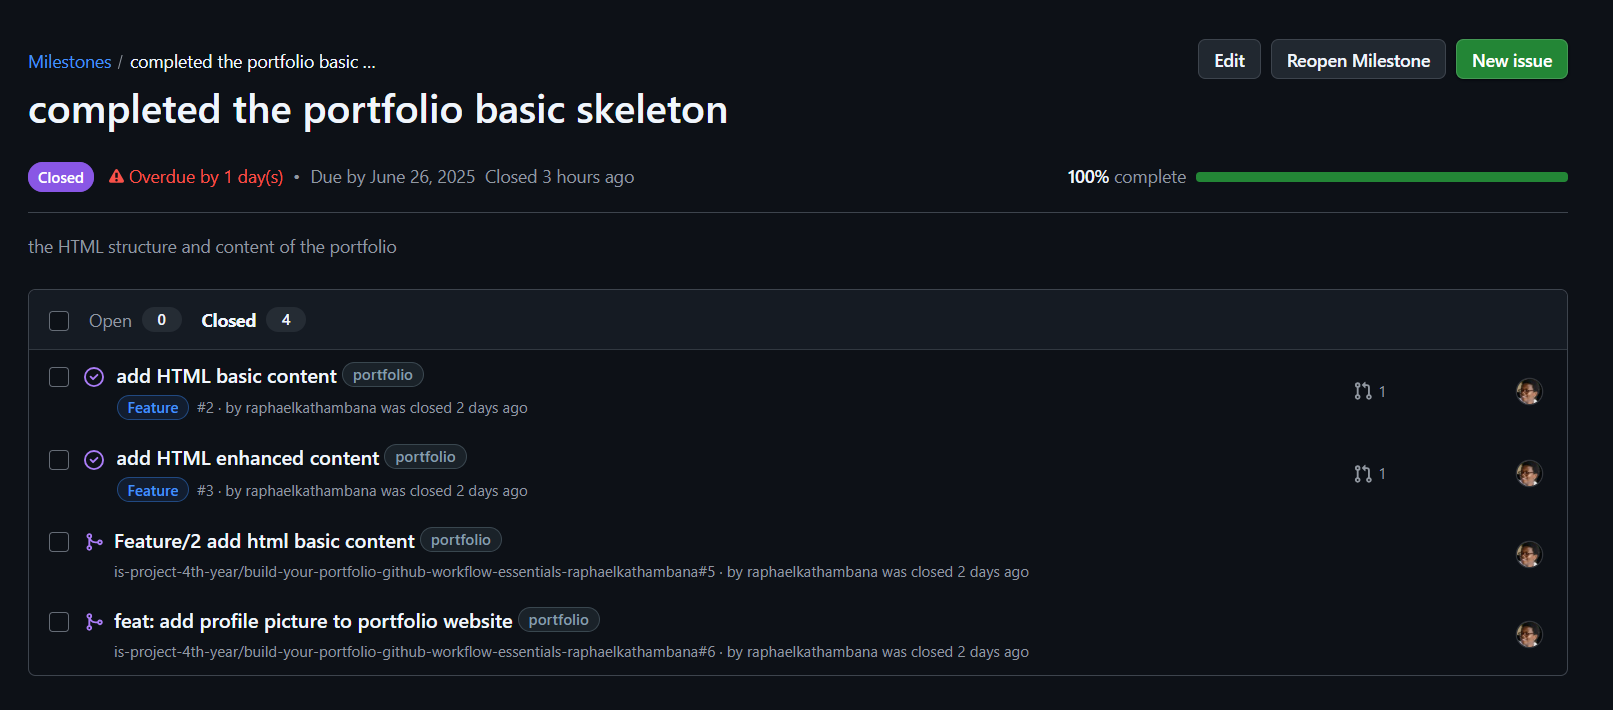 Milestones / completed the portfolio basic ...
Edit
Reopen Milestone
New issue
completed the portfolio basic skeleton
Closed Overdue by 1 day(s) • Due by June 26, 2025 Closed 3 hours ago
100% complete
the HTML structure and content of the portfolio
Open 0 Closed 4
add HTML basic content portfolio
Feature #2 · by raphaelkathambana was closed 2 days ago
1
add HTML enhanced content portfolio
Feature #3 · by raphaelkathambana was closed 2 days ago
1
Feature/2 add html basic content portfolio
is-project-4th-year/build-your-portfolio-github-workflow-essentials-raphaelkathambana#5 · by raphaelkathambana was closed 2 days ago
feat: add profile picture to portfolio website portfolio
is-project-4th-year/build-your-portfolio-github-workflow-essentials-raphaelkathambana#6 · by raphaelkathambana was closed 2 days ago